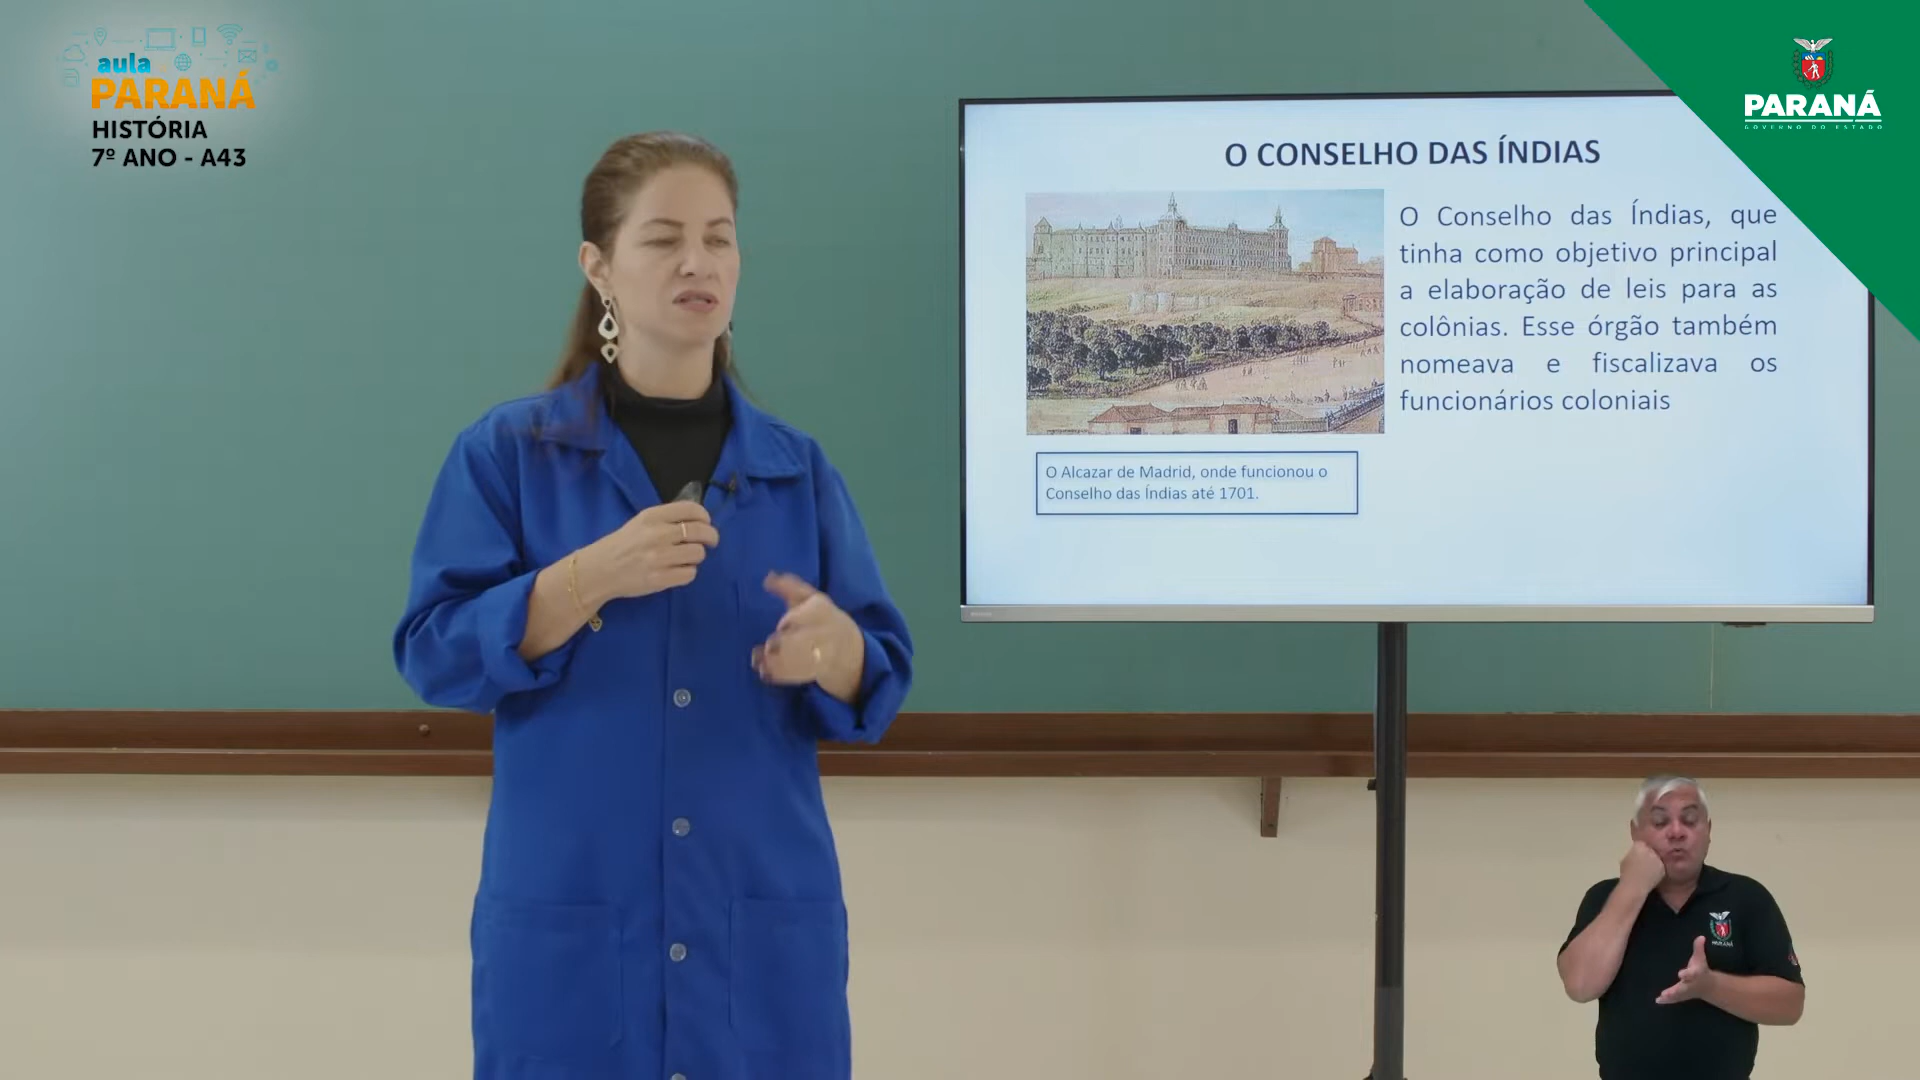 aula
PARANÁ
HISTÓRIA
7º ANO - A43
PARANÁ
GOVERNO DO ESTADO
O CONSELHO DAS ÍNDIAS
O Conselho das Índias, que
tinha como objetivo principal
a elaboração de leis para as
colônias. Esse órgão também
nomeava e fiscalizava os
funcionários coloniais
O Alcazar de Madrid, onde funcionou o
Conselho das Índias até 1701.
PARANÁ